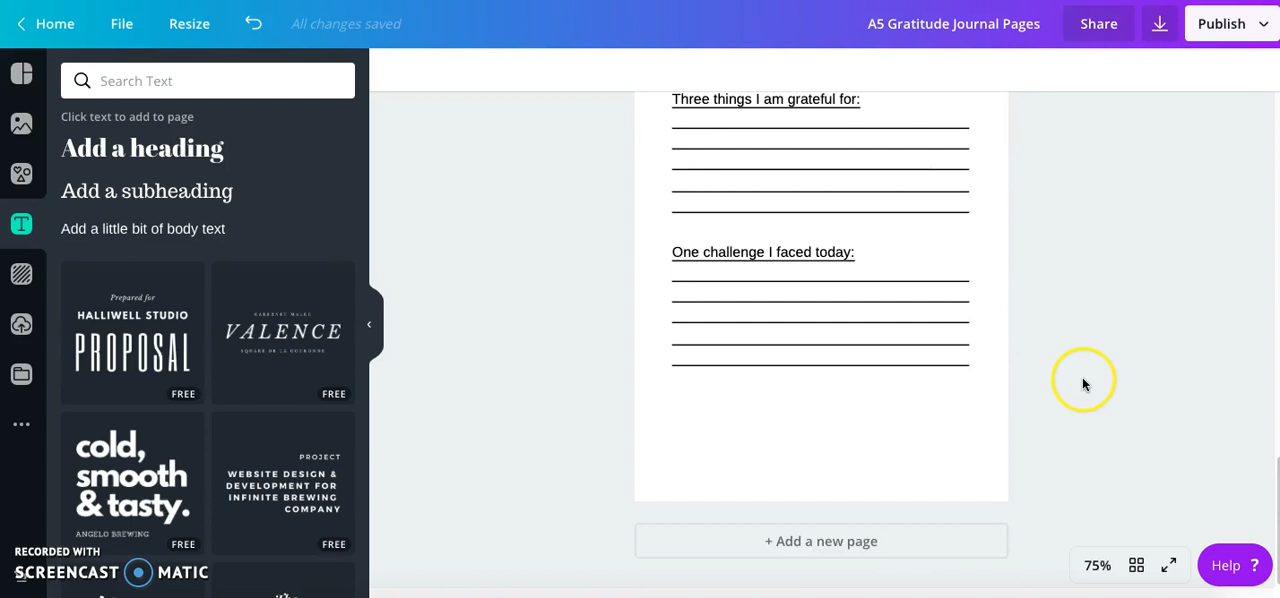 Home File Resize All changes saved A5 Gratitude Journal Pages Share Publish
Search Text
Click text to add to page
Add a heading
Add a subheading
Add a little bit of body text
Prepared for
HALLIWELL STUDIO
PROPOSAL
FREE
VALENCE
FREE
cold,
smooth
& tasty.
ANGELO BREWING
FREE
PROJECT
WEBSITE DESIGN &
DEVELOPMENT FOR
INFINITE BREWING
COMPANY
FREE
RECORDED WITH
SCREENCAST MATIC
Three things I am grateful for:
One challenge I faced today:
+ Add a new page
75%
Help ?